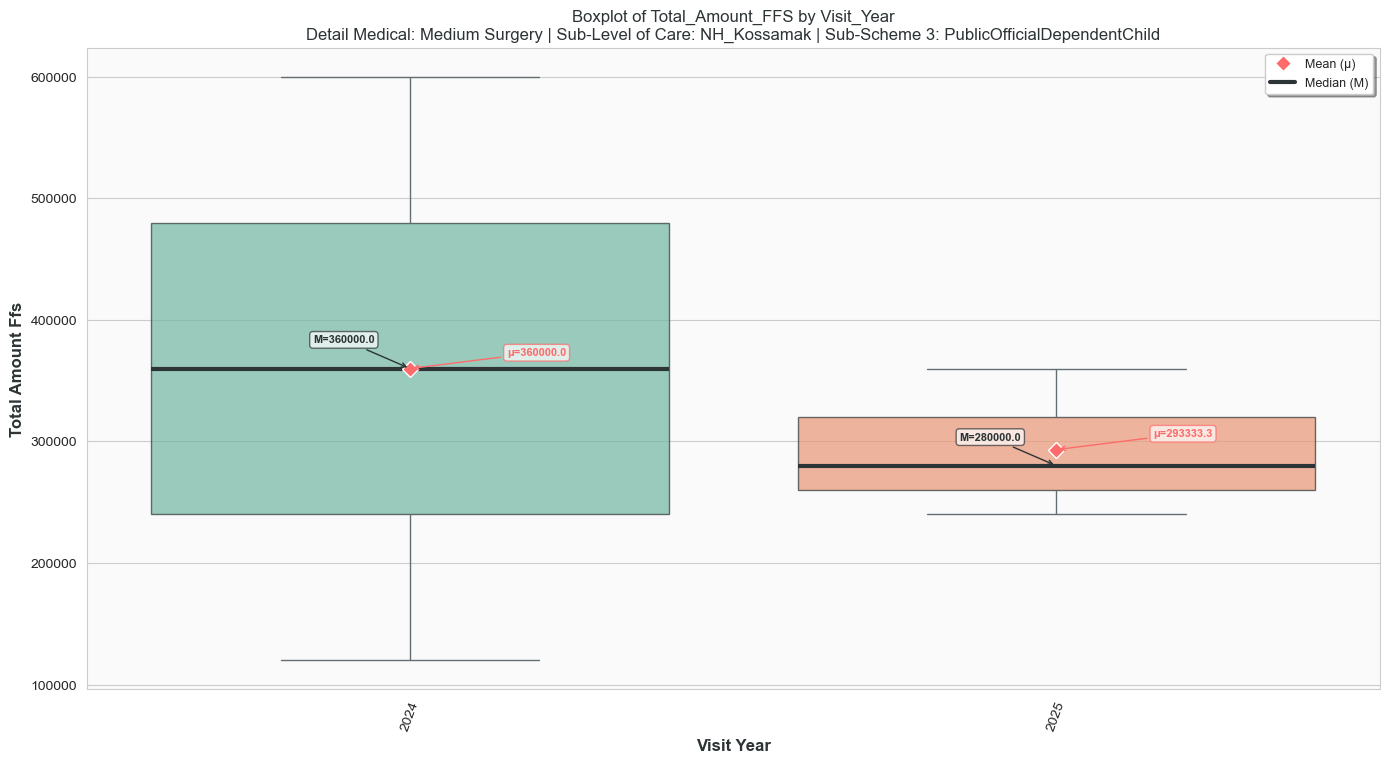 Boxplot of Total_Amount_FFS by Visit_Year
Detail Medical: Medium Surgery | Sub-Level of Care: NH_Kossamak | Sub-Scheme 3: PublicOfficialDependentChild
Mean (μ)
Median (M)
600000
500000
400000
300000
200000
100000
Total Amount Ffs
M=360000.0
μ=360000.0
M=280000.0
μ=293333.3
2024
2025
Visit Year